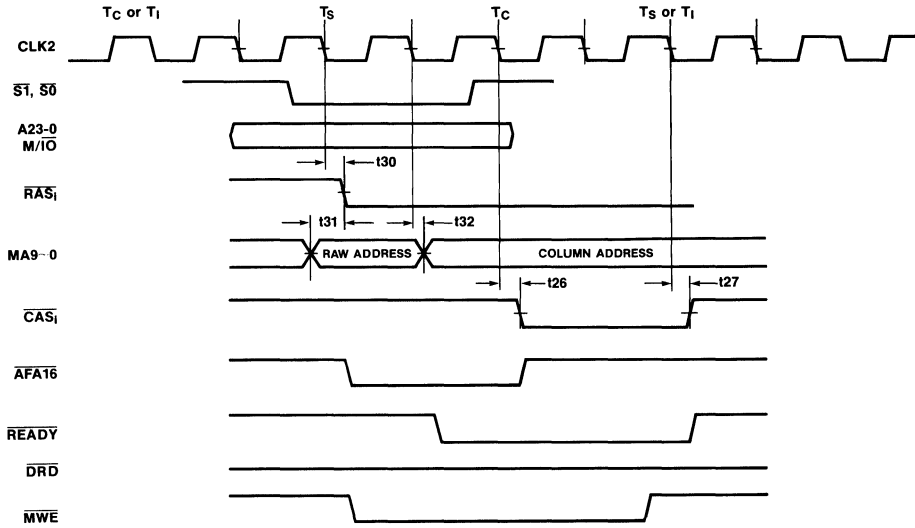 TC or TI TS TC TS or TI
CLK2
S1, S0
A23-0
M/IO
t30
RASi
t31 t32
MA9~0 RAW ADDRESS COLUMN ADDRESS
t26 t27
CASi
AFA16
READY
DRD
MWE